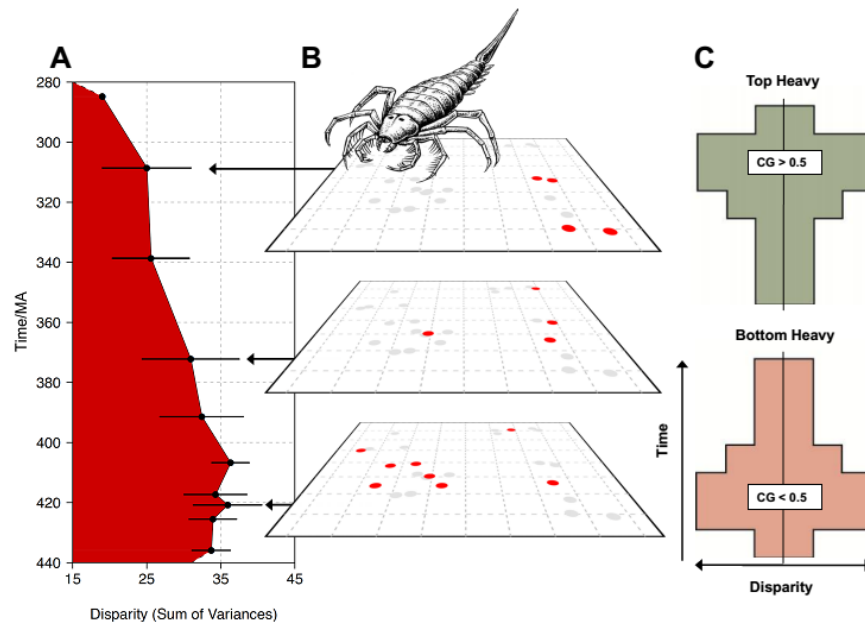 A
B
C
280
300
320
340
360
380
400
420
440
Time/MA
15
25
35
45
Disparity (Sum of Variances)
Top Heavy
CG > 0.5
Bottom Heavy
Time
CG < 0.5
Disparity